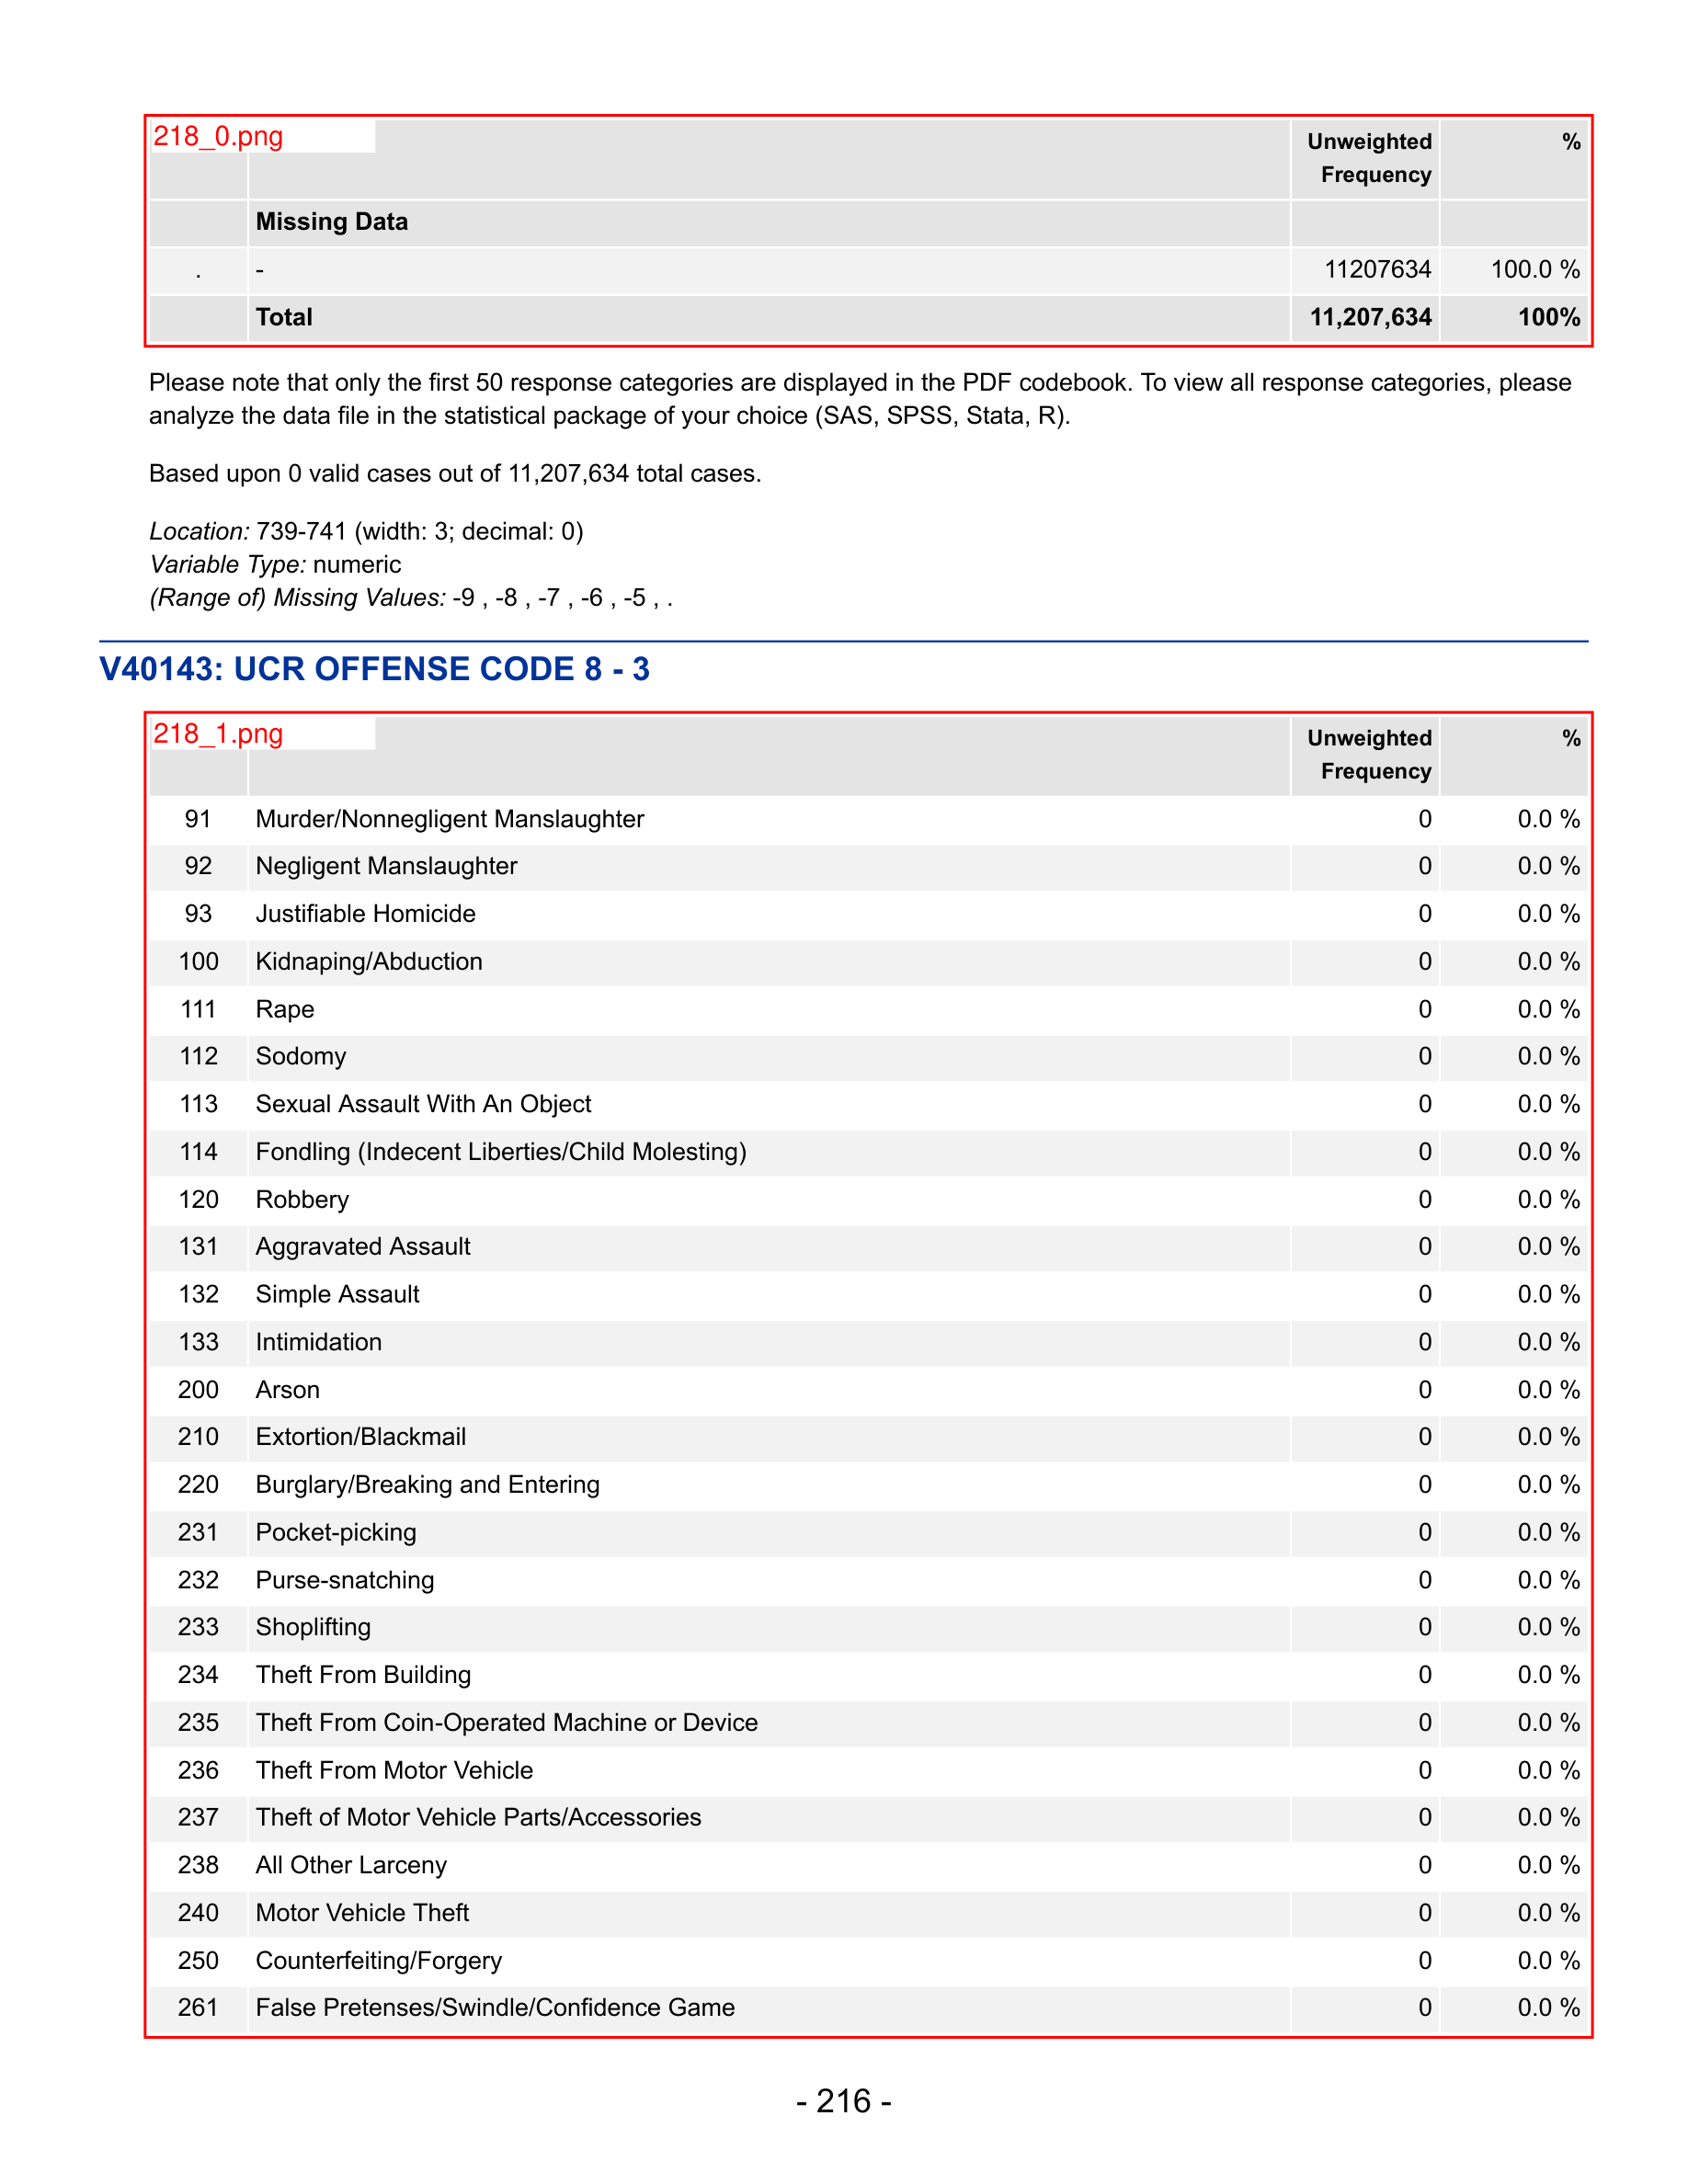 218_0.png
Unweighted Frequency %
Missing Data
. - 11207634 100.0 %
Total 11,207,634 100%
Please note that only the first 50 response categories are displayed in the PDF codebook. To view all response categories, please
analyze the data file in the statistical package of your choice (SAS, SPSS, Stata, R).
Based upon 0 valid cases out of 11,207,634 total cases.
Location: 739-741 (width: 3; decimal: 0)
Variable Type: numeric
(Range of) Missing Values: -9 , -8 , -7 , -6 , -5 , .
V40143: UCR OFFENSE CODE 8 - 3
218_1.png
Unweighted Frequency %
91 Murder/Nonnegligent Manslaughter 0 0.0 %
92 Negligent Manslaughter 0 0.0 %
93 Justifiable Homicide 0 0.0 %
100 Kidnaping/Abduction 0 0.0 %
111 Rape 0 0.0 %
112 Sodomy 0 0.0 %
113 Sexual Assault With An Object 0 0.0 %
114 Fondling (Indecent Liberties/Child Molesting) 0 0.0 %
120 Robbery 0 0.0 %
131 Aggravated Assault 0 0.0 %
132 Simple Assault 0 0.0 %
133 Intimidation 0 0.0 %
200 Arson 0 0.0 %
210 Extortion/Blackmail 0 0.0 %
220 Burglary/Breaking and Entering 0 0.0 %
231 Pocket-picking 0 0.0 %
232 Purse-snatching 0 0.0 %
233 Shoplifting 0 0.0 %
234 Theft From Building 0 0.0 %
235 Theft From Coin-Operated Machine or Device 0 0.0 %
236 Theft From Motor Vehicle 0 0.0 %
237 Theft of Motor Vehicle Parts/Accessories 0 0.0 %
238 All Other Larceny 0 0.0 %
240 Motor Vehicle Theft 0 0.0 %
250 Counterfeiting/Forgery 0 0.0 %
261 False Pretenses/Swindle/Confidence Game 0 0.0 %
- 216 -